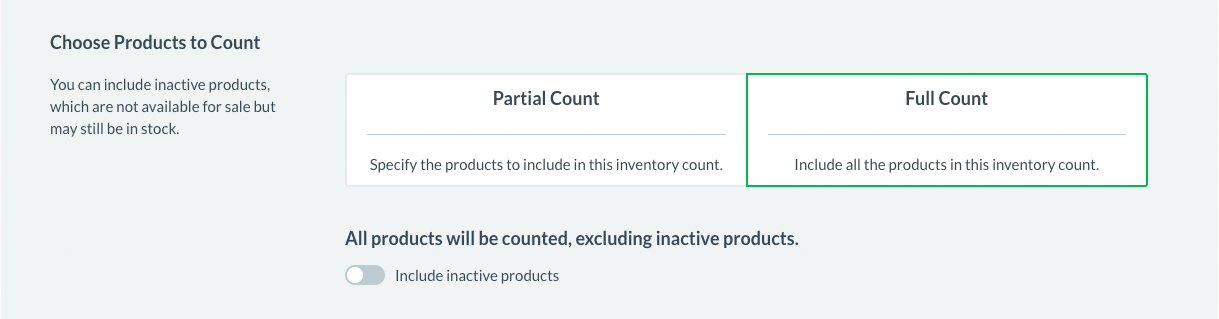 Choose Products to Count
You can include inactive products,
which are not available for sale but
may still be in stock.
Partial Count
Specify the products to include in this inventory count.
Full Count
Include all the products in this inventory count.
All products will be counted, excluding inactive products.
Include inactive products